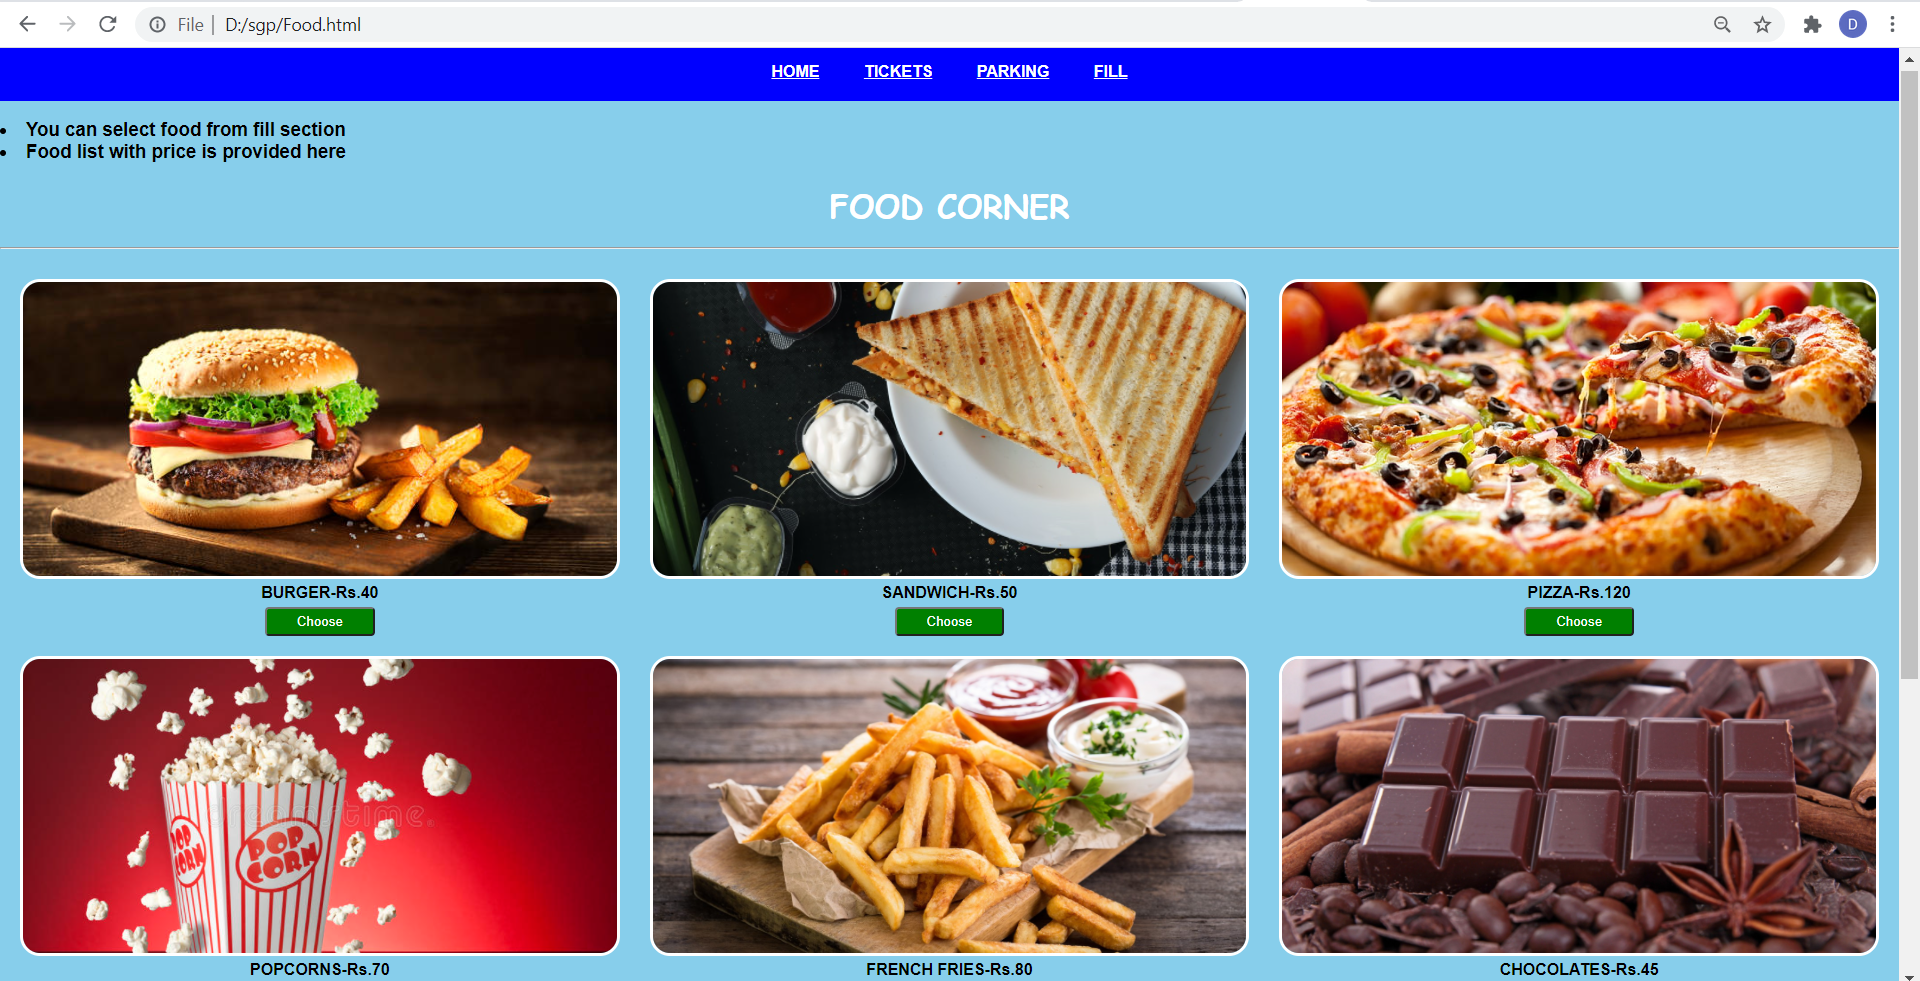 File | D:/sgp/Food.html
D
HOME TICKETS PARKING FILL
• You can select food from fill section
• Food list with price is provided here
FOOD CORNER
BURGER-Rs.40 SANDWICH-Rs.50 PIZZA-Rs.120
Choose Choose Choose
POP CORN
POP CORN
POPCORNS-Rs.70 FRENCH FRIES-Rs.80 CHOCOLATES-Rs.45